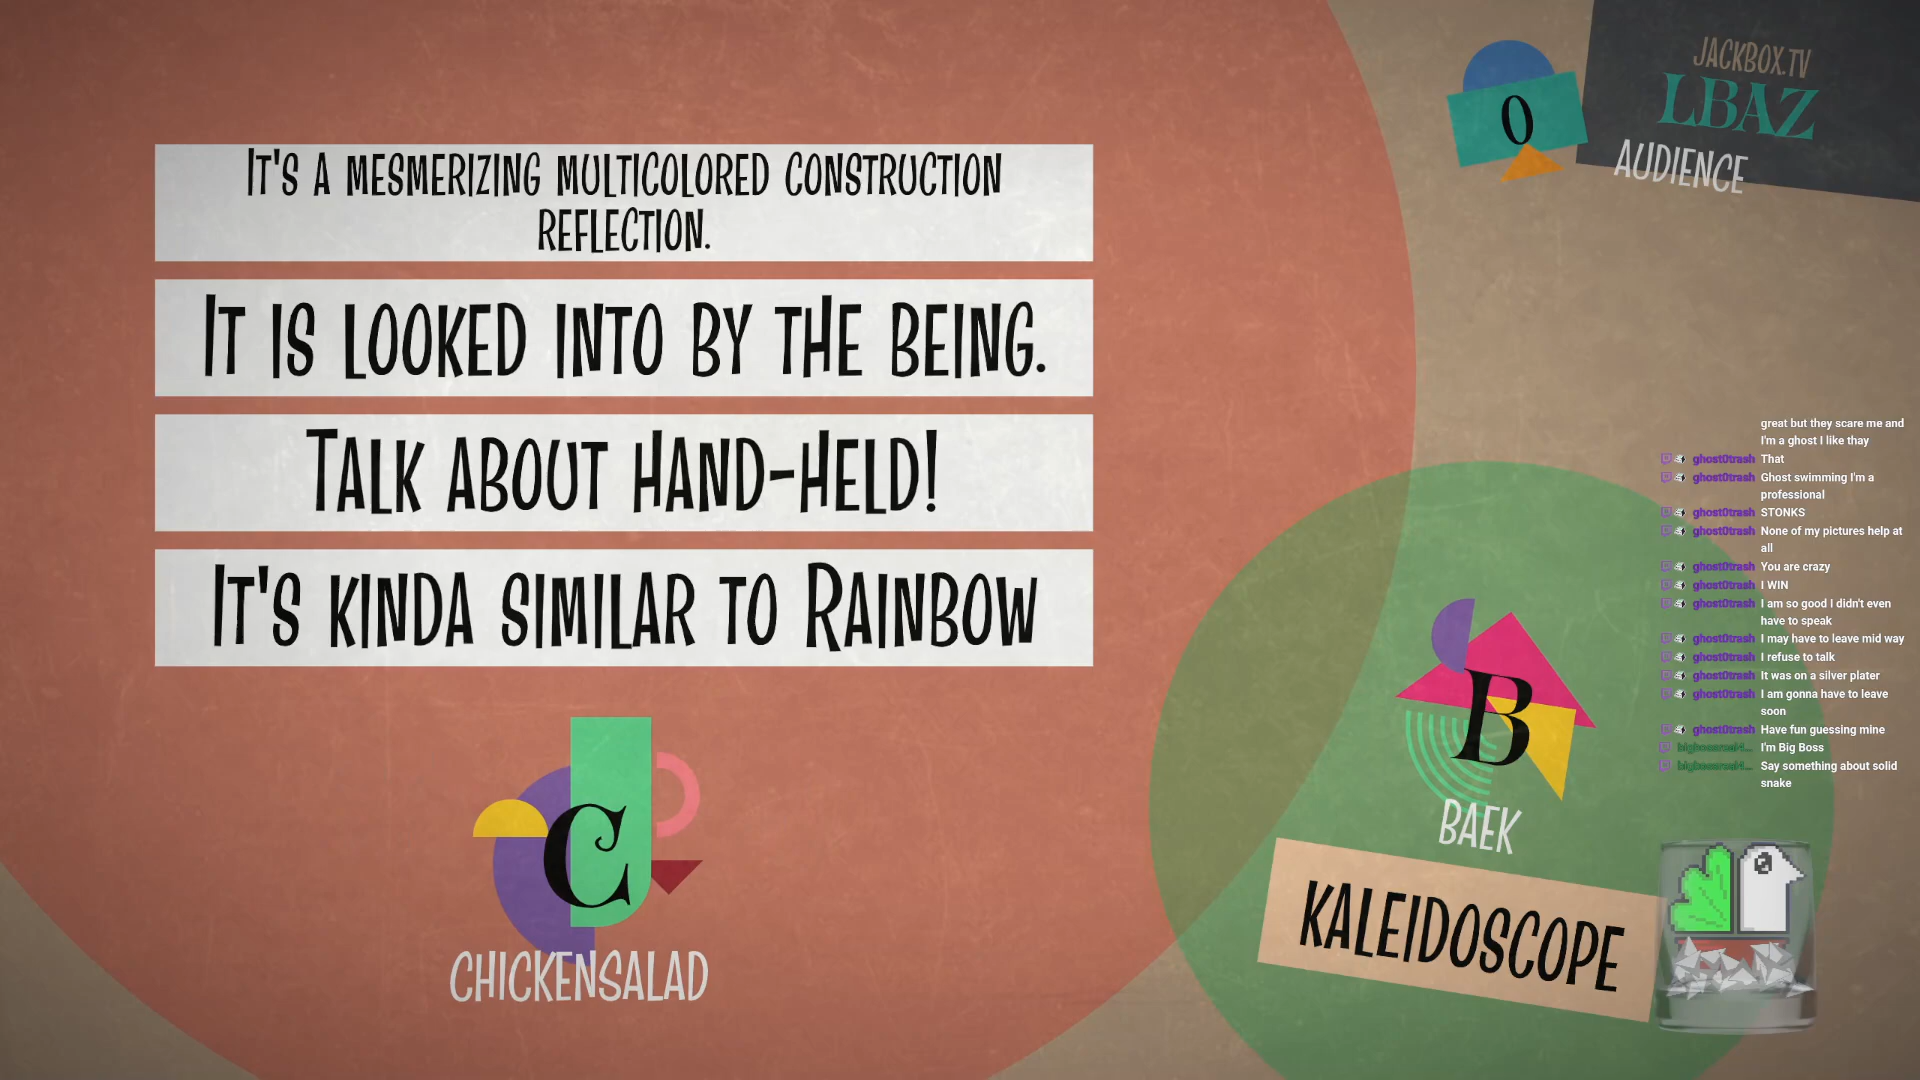 IT'S A MESMERIZING MULTICOLORED CONSTRUCTION
REFLECTION.
IT IS LOOKED INTO BY THE BEING.
TALK ABOUT HAND-HELD!
IT'S KINDA SIMILAR TO RAINBOW
C
CHICKENSALAD
0
JACKBOX.TV
LBAZ
AUDIENCE
B
BAEK
KALEIDOSCOPE
great but they scare me and
I'm a ghost I like thay
ghost0trash That
ghost0trash Ghost swimming I'm a
professional
ghost0trash STONKS
ghost0trash None of my pictures help at
all
ghost0trash You are crazy
ghost0trash I WIN
ghost0trash I am so good I didn't even
have to speak
ghost0trash I may have to leave mid way
ghost0trash I refuse to talk
ghost0trash It was on a silver plater
ghost0trash I am gonna have to leave
soon
ghost0trash Have fun guessing mine
I'm Big Boss
Say something about solid
snake